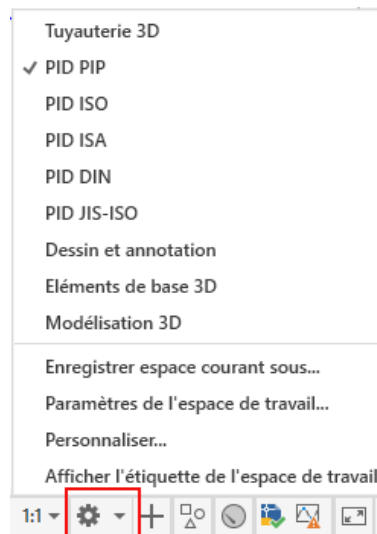 Tuyauterie 3D
PID PIP
PID ISO
PID ISA
PID DIN
PID JIS-ISO
Dessin et annotation
Eléments de base 3D
Modélisation 3D
Enregistrer espace courant sous...
Paramètres de l'espace de travail...
Personnaliser...
Afficher l'étiquette de l'espace de travail
1:1